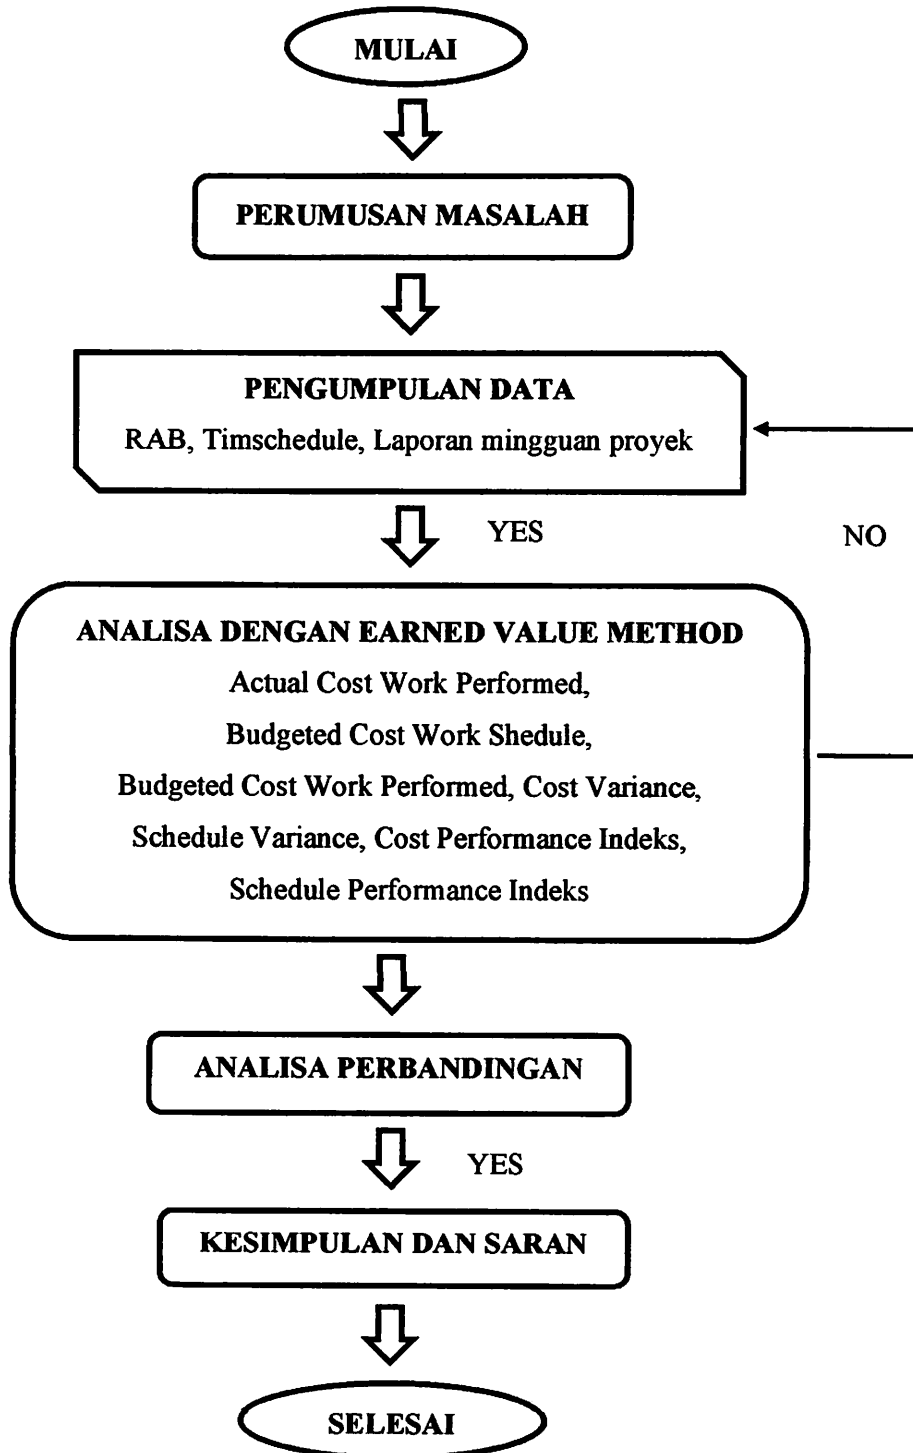 MULAI
PERUMUSAN MASALAH
PENGUMPULAN DATA
RAB, Timschedule, Laporan mingguan proyek
YES
NO
ANALISA DENGAN EARNED VALUE METHOD
Actual Cost Work Performed,
Budgeted Cost Work Shedule,
Budgeted Cost Work Performed, Cost Variance,
Schedule Variance, Cost Performance Indeks,
Schedule Performance Indeks
ANALISA PERBANDINGAN
YES
KESIMPULAN DAN SARAN
SELESAI